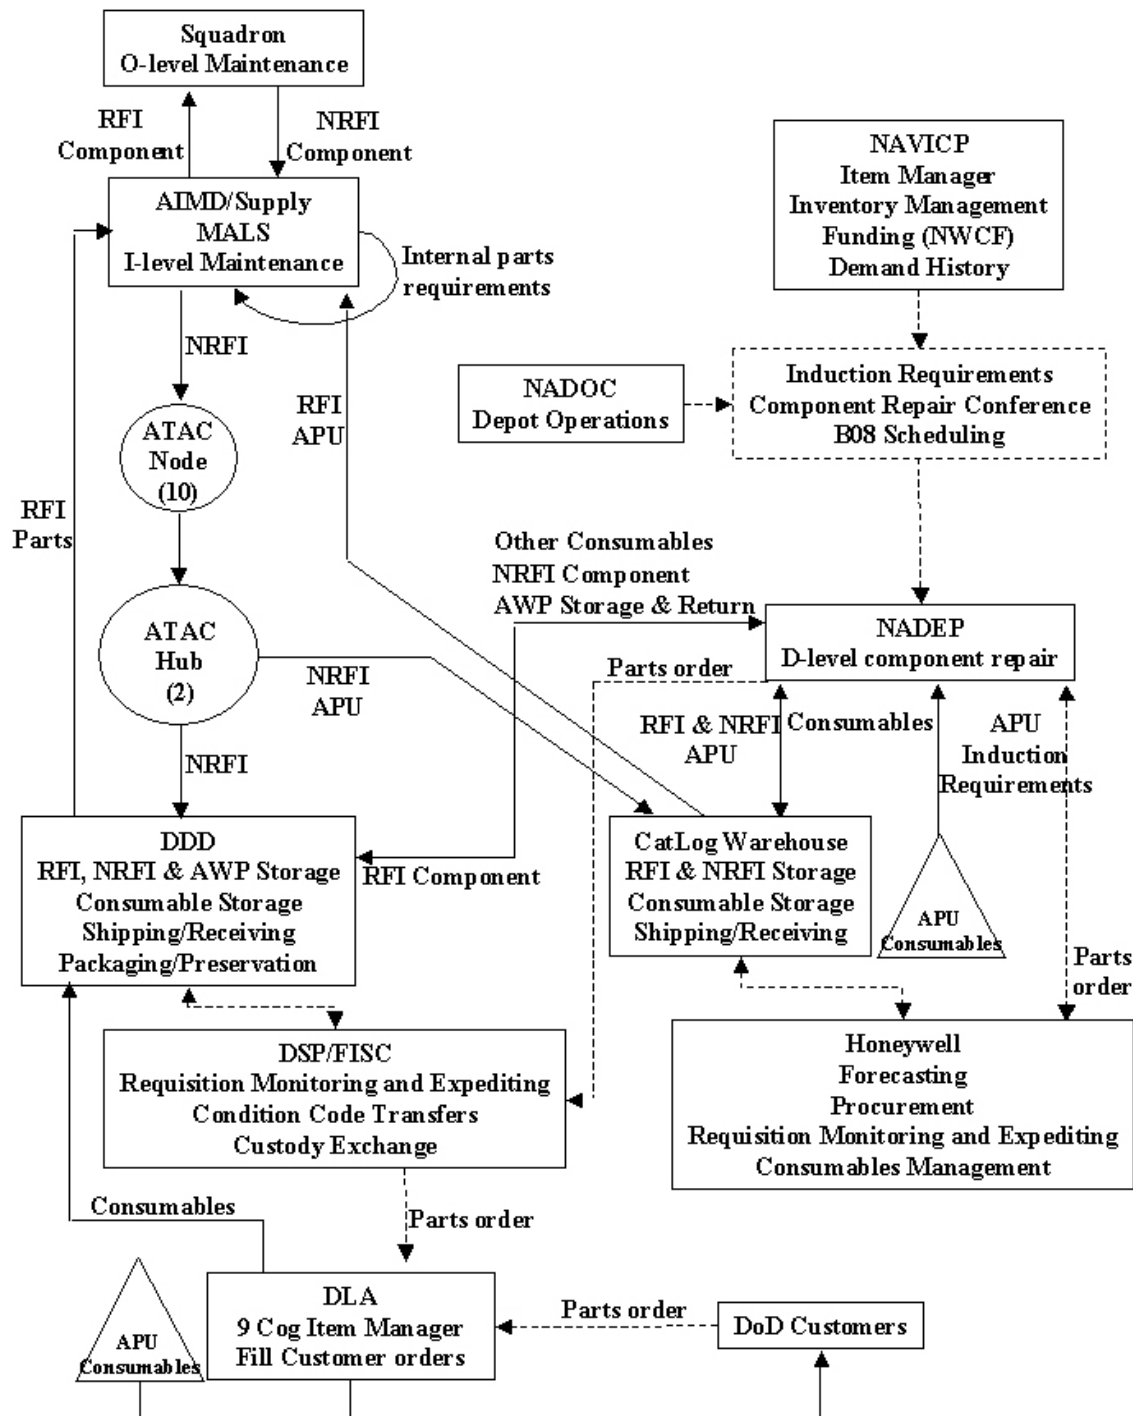 Squadron
O-level Maintenance
RFI
Component
NRFI
Component
AIMD/Supply
MALS
I-level Maintenance
Internal parts
requirements
NAVICP
Item Manager
Inventory Management
Funding (NWCF)
Demand History
NRFI
RFI
APU
NADOC
Depot Operations
Induction Requirements
Component Repair Conference
B08 Scheduling
ATAC
Node
(10)
RFI
Parts
Other Consumables
NRFI Component
AWP Storage & Return
ATAC
Hub
(2)
NRFI
APU
NADEP
D-level component repair
Parts order
RFI & NRFI
APU
Consumables
APU
Induction
Requirements
NRFI
DDD
RFI, NRFI & AWP Storage
Consumable Storage
Shipping/Receiving
Packaging/Preservation
RFI Component
CatLog Warehouse
RFI & NRFI Storage
Consumable Storage
Shipping/Receiving
APU
Consumables
Parts
order
DSP/FISC
Requisition Monitoring and Expediting
Condition Code Transfers
Custody Exchange
Honeywell
Forecasting
Procurement
Requisition Monitoring and Expediting
Consumables Management
Consumables
Parts order
APU
Consumables
DLA
9 Cog Item Manager
Fill Customer orders
Parts order
DoD Customers